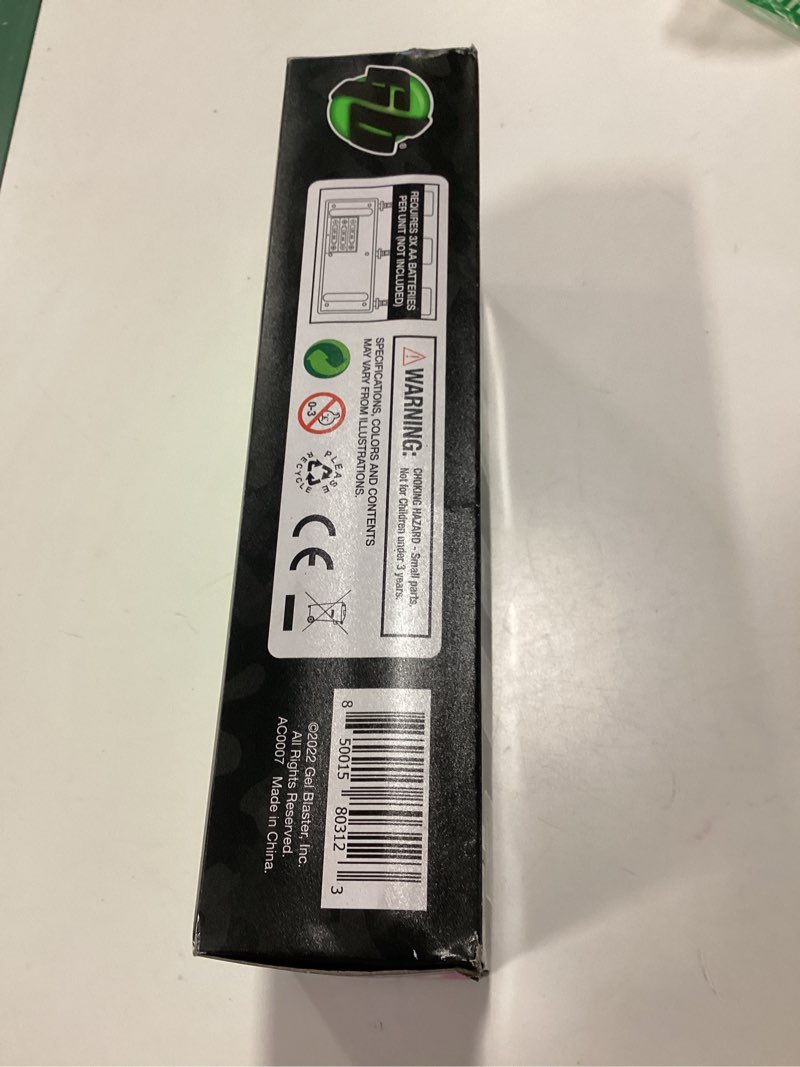 REQUIRES 3X AA BATTERIES
PER UNIT (NOT INCLUDED)
WARNING:
CHOKING HAZARD - Small parts.
Not for Children under 3 years.
SPECIFICATIONS, COLORS AND CONTENTS
MAY VARY FROM ILLUSTRATIONS.
0-3
PLEASE
RECYCLE
CE
8 50015 80312 3
©2022 Gel Blaster, Inc.
All Rights Reserved.
AC0007 Made in China.